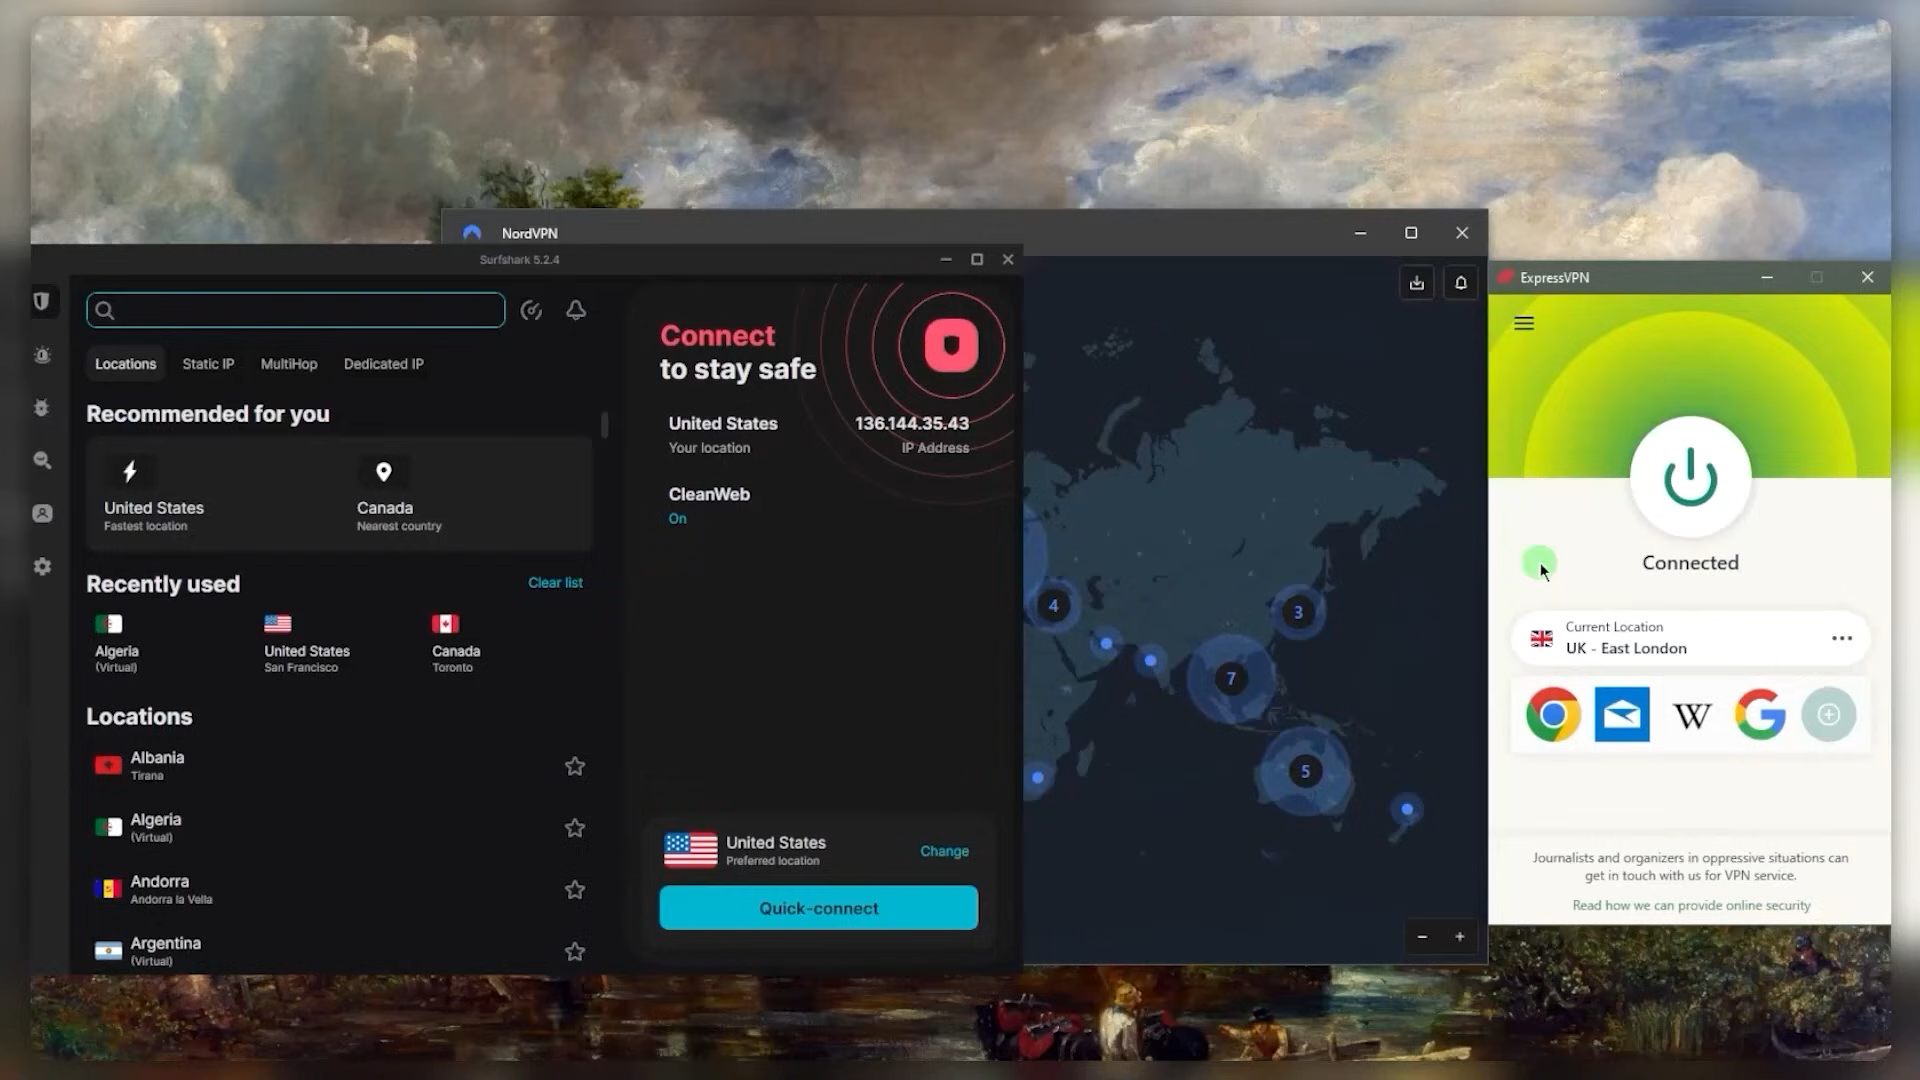 NordVPN
Surfshark 5.2.4
Locations
Static IP
MultiHop
Dedicated IP
Recommended for you
United States
Fastest location
Canada
Nearest country
Recently used
Clear list
Algeria
(Virtual)
United States
San Francisco
Canada
Toronto
Locations
Albania
Tirana
Algeria
(Virtual)
Andorra
Andorra la Vella
Argentina
(Virtual)
Connect
to stay safe
United States
136.144.35.43
Your location
IP Address
CleanWeb
On
United States
Preferred location
Change
Quick-connect
4
3
7
5
ExpressVPN
Connected
Current Location
UK - East London
W
G
Journalists and organizers in oppressive situations can
get in touch with us for VPN service.
Read how we can provide online security